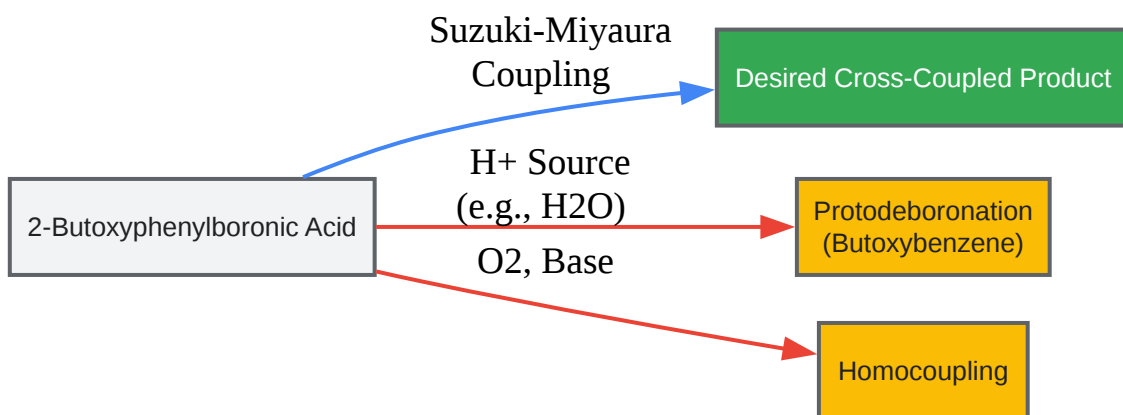 Suzuki-Miyaura
Coupling
Desired Cross-Coupled Product
H+ Source
(e.g., H2O)
2-Butoxyphenylboronic Acid
Protodeboronation
(Butoxybenzene)
O2, Base
Homocoupling